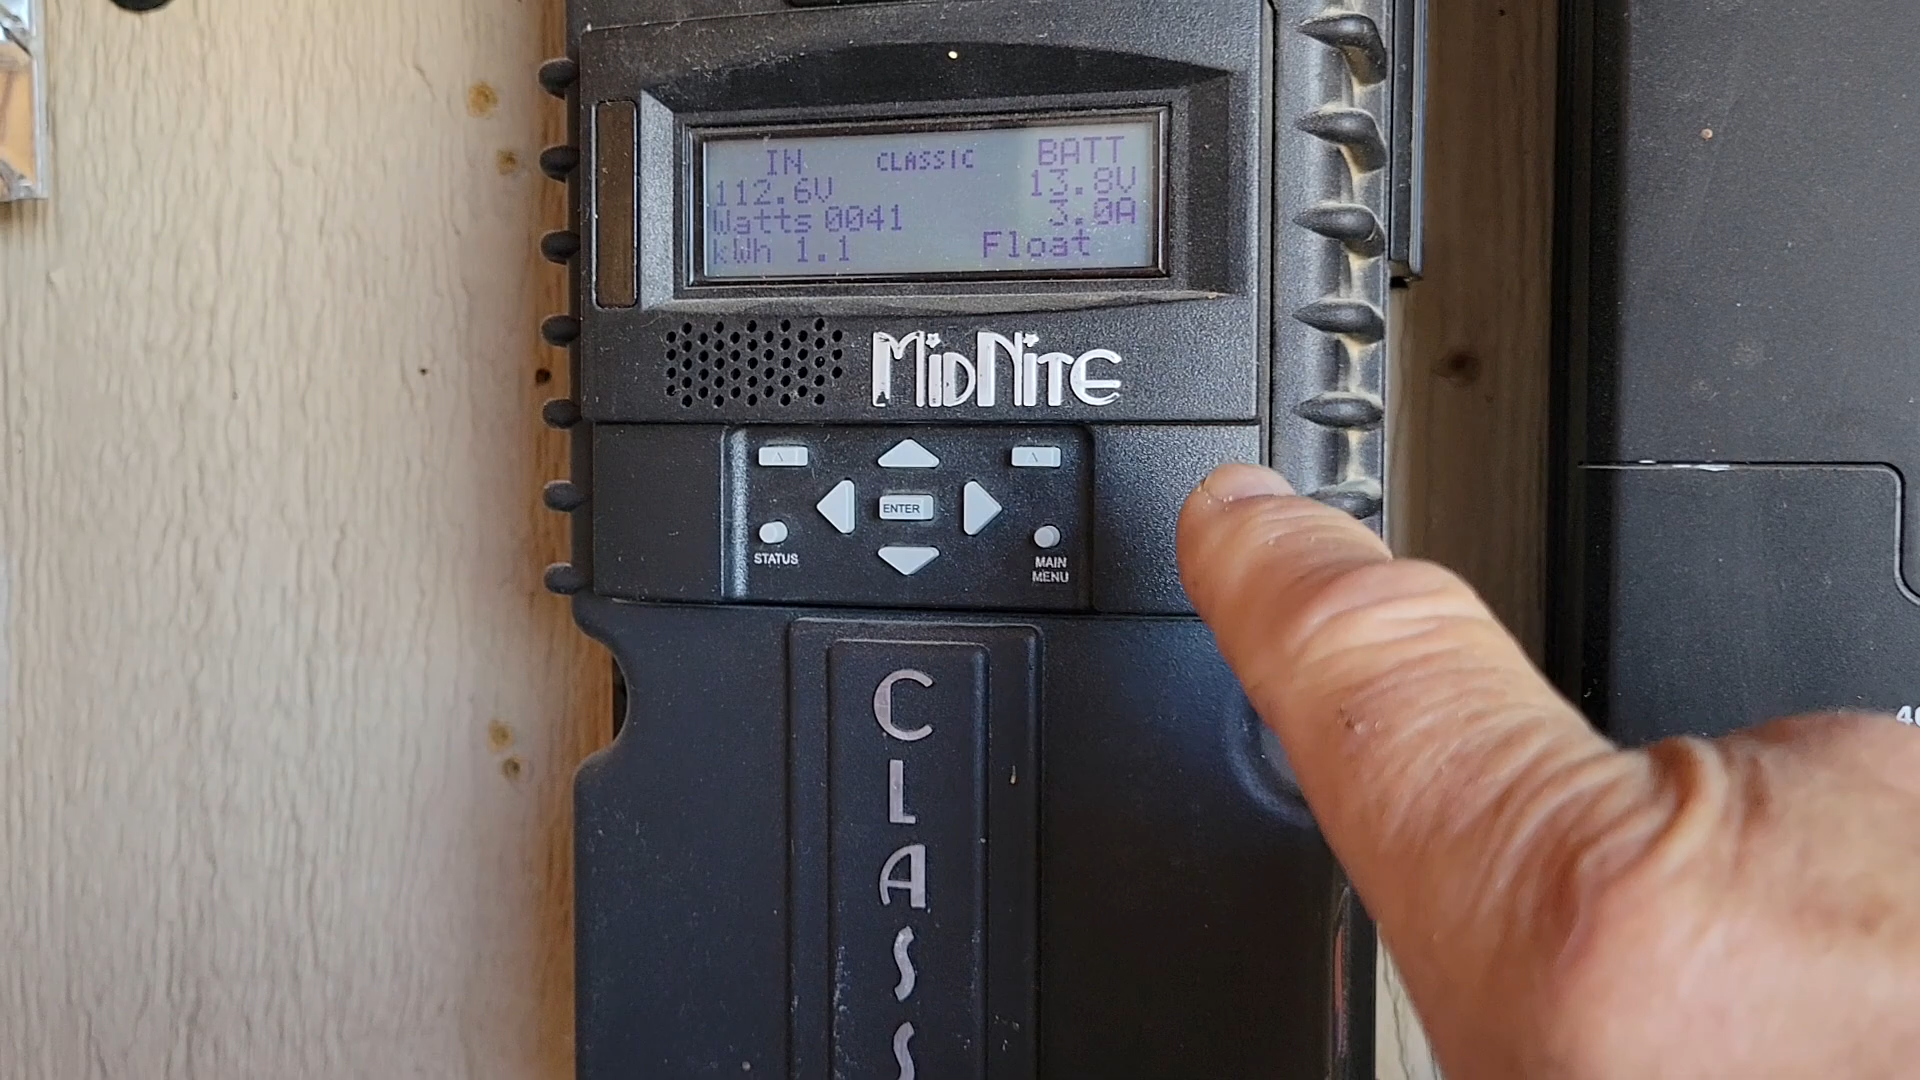 IN CLASSIC BATT
112.6V 13.8V
Watts 0041 3.0A
kWh 1.1 Float
MidNite
ENTER
STATUS
MAIN
MENU
CLASS